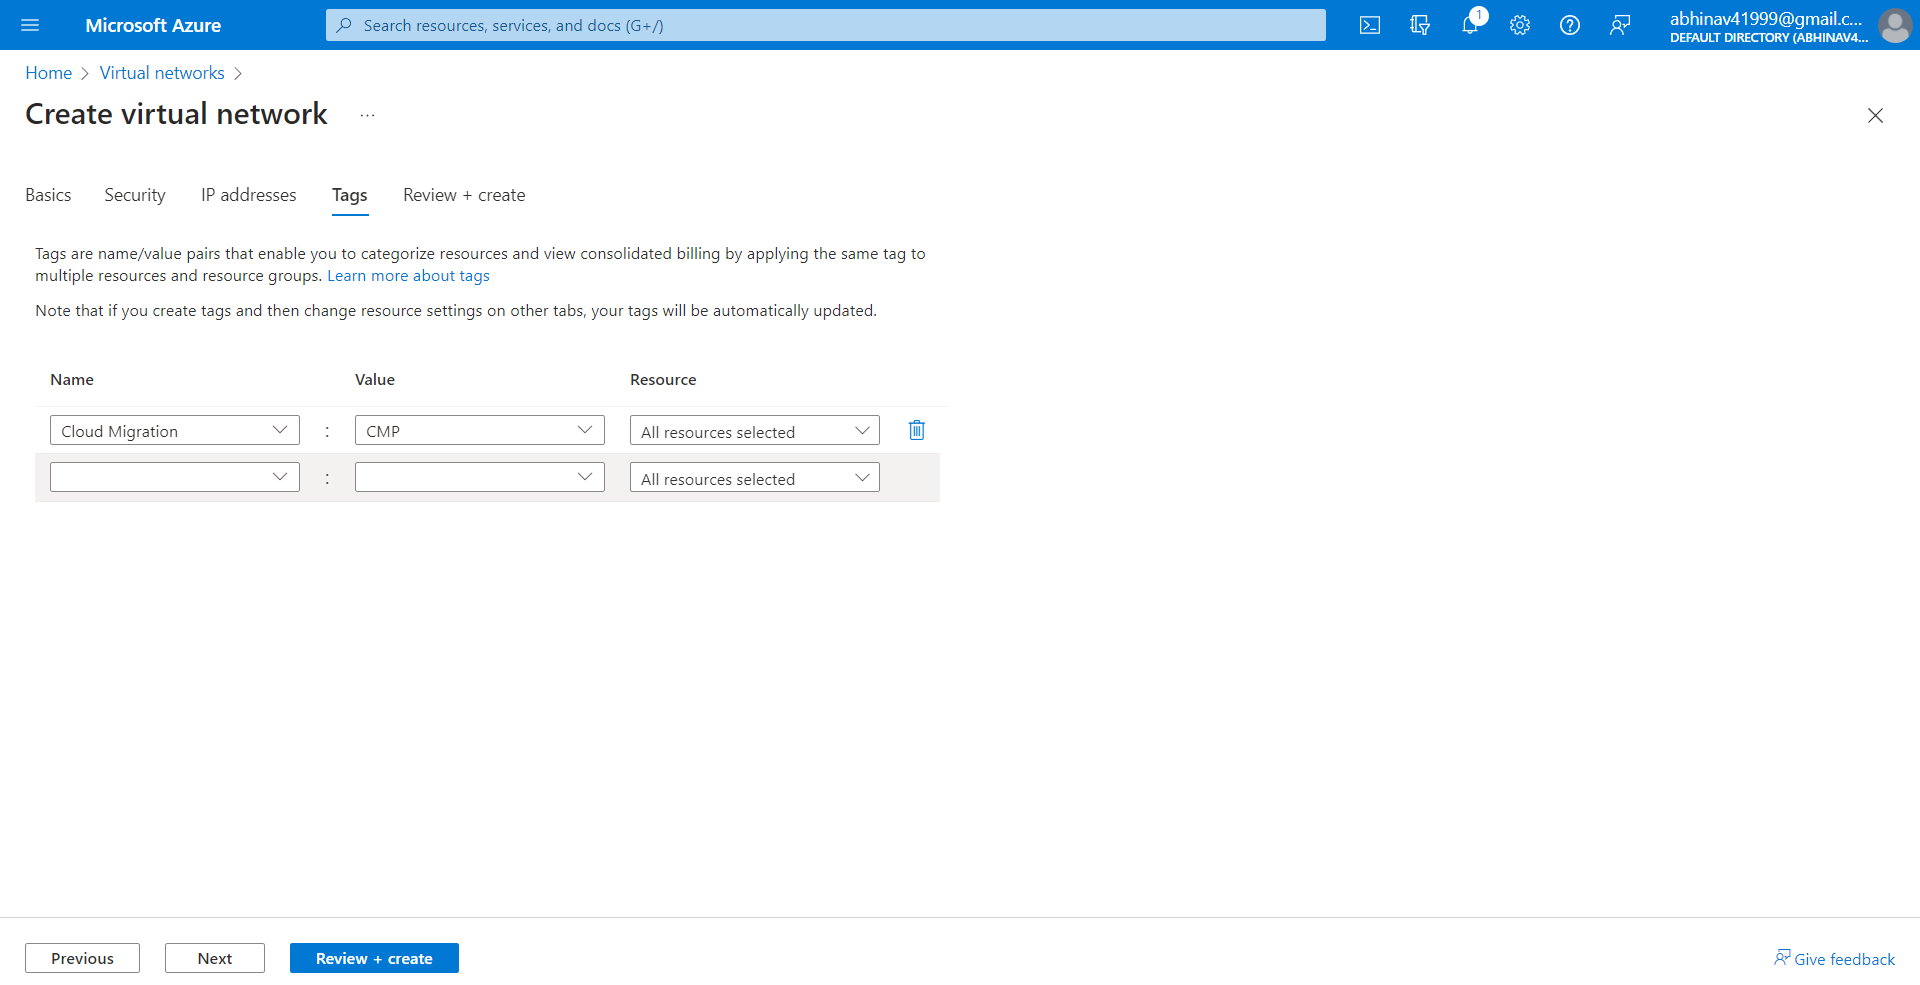 Microsoft Azure
Search resources, services, and docs (G+/)
1
abhinav41999@gmail.c...
DEFAULT DIRECTORY (ABHINAV4...
Home > Virtual networks >
Create virtual network ...
Basics Security IP addresses Tags Review + create
Tags are name/value pairs that enable you to categorize resources and view consolidated billing by applying the same tag to
multiple resources and resource groups. Learn more about tags
Note that if you create tags and then change resource settings on other tabs, your tags will be automatically updated.
Name Value Resource
Cloud Migration : CMP All resources selected
: All resources selected
Previous Next Review + create Give feedback